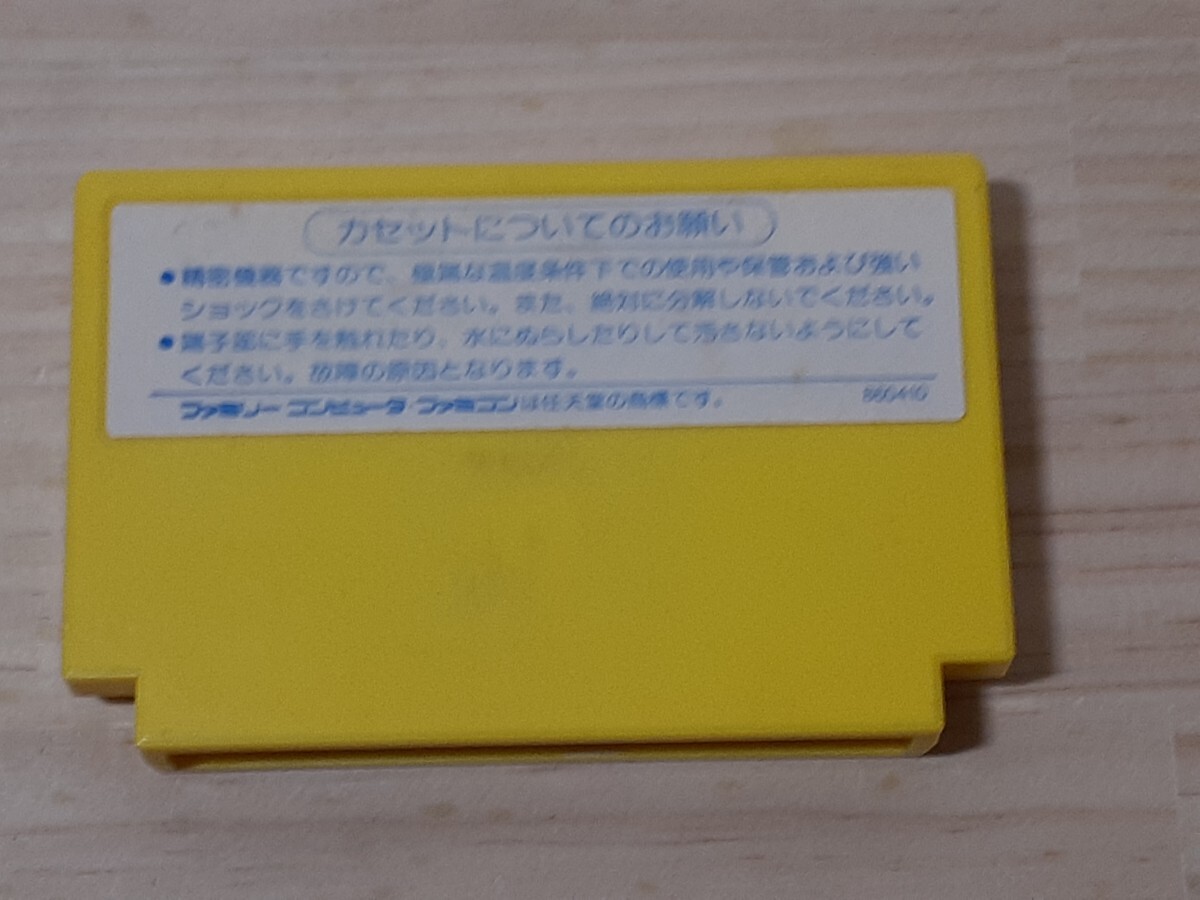 カセットについてのお願い
●精密機器ですので、極端な温度条件下での使用や保管および強い
ショックをさけてください。また、絶対に分解しないでください。
●端子部に手を触れたり、水にぬらしたりして汚さないようにして
ください。故障の原因となります。
ファミリーコンピュータ・ファミコンは任天堂の商標です。
860410